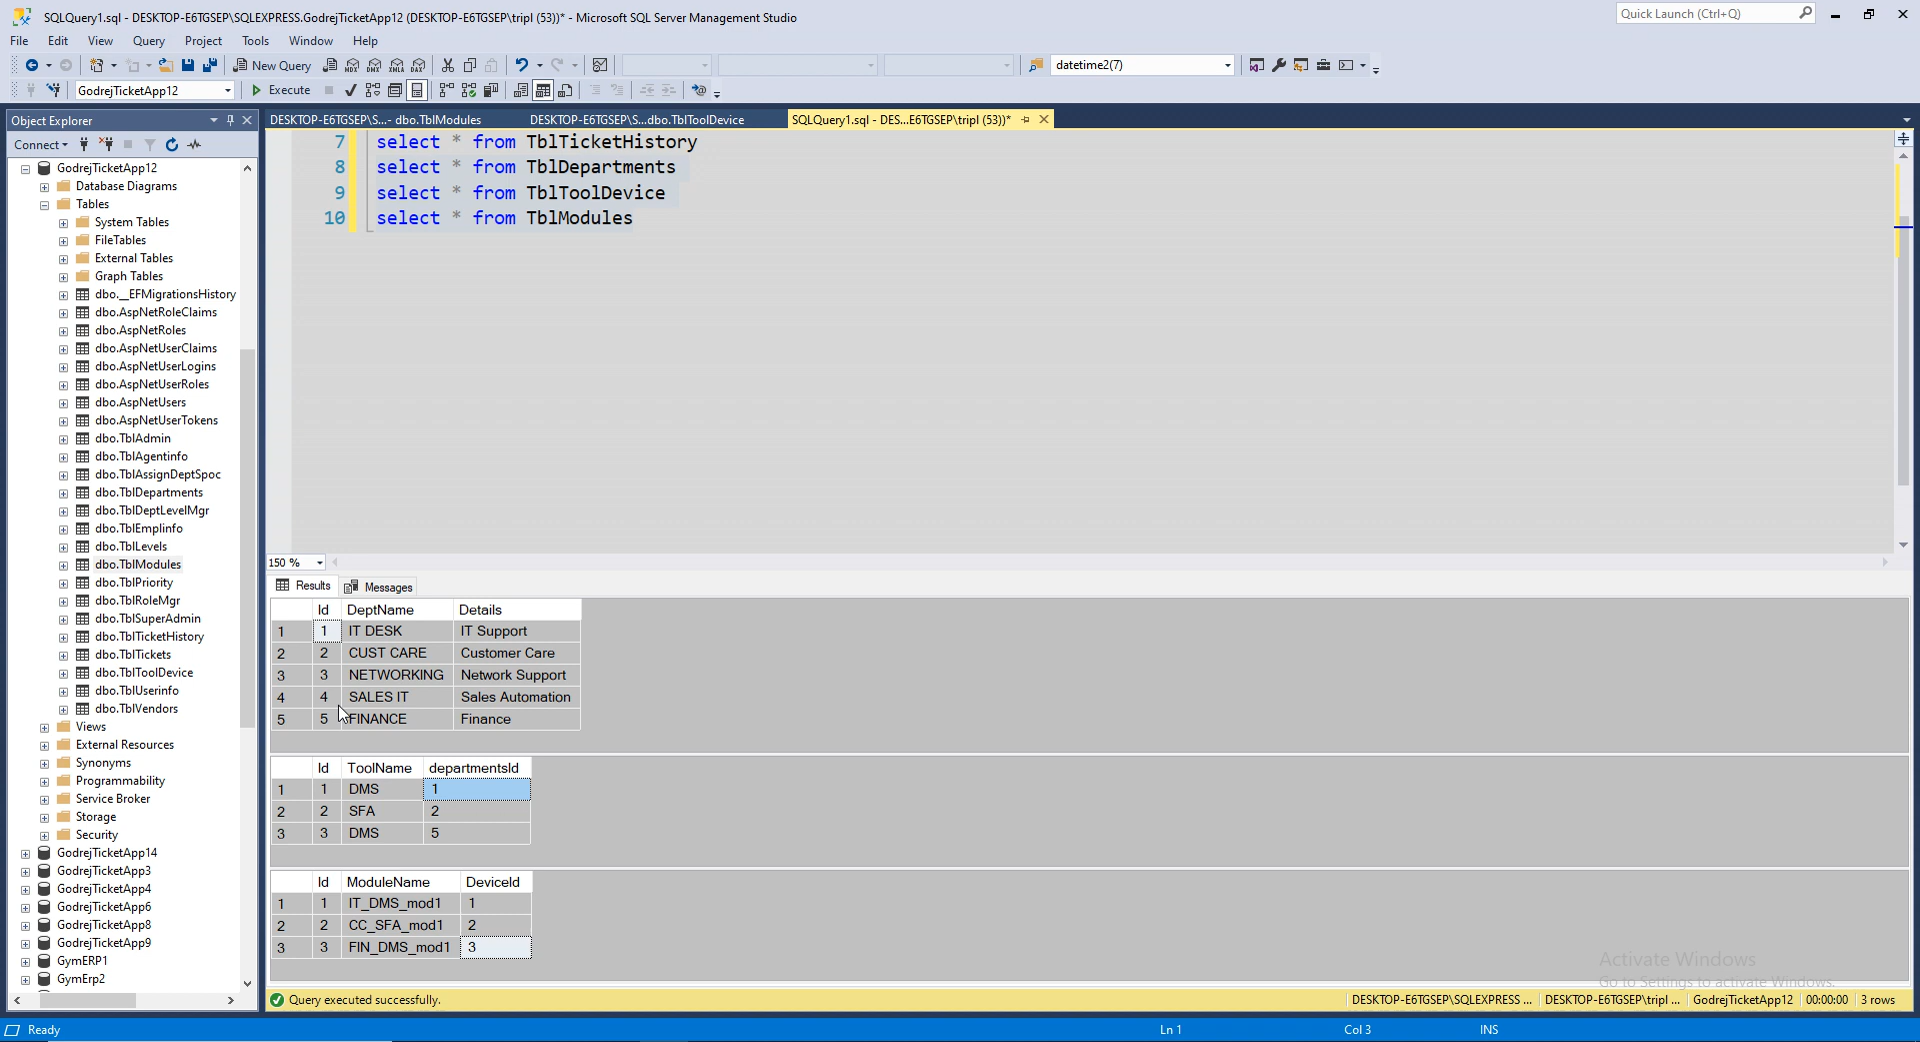 SQLQuery1.sql - DESKTOP-E6TGSEP\SQLEXPRESS.GodrejTicketApp12 (DESKTOP-E6TGSEP\tripl (53))* - Microsoft SQL Server Management Studio
Quick Launch (Ctrl+Q)
File Edit View Query Project Tools Window Help
New Query
MDX DMX XMLA DAX
datetime2(7)
GodrejTicketApp12
Execute
Object Explorer
DESKTOP-E6TGSEP\S...- dbo.TblModules
DESKTOP-E6TGSEP\S...dbo.TblToolDevice
SQLQuery1.sql - DES...E6TGSEP\tripl (53))*
Connect
GodrejTicketApp12
Database Diagrams
Tables
System Tables
FileTables
External Tables
Graph Tables
dbo.__EFMigrationsHistory
dbo.AspNetRoleClaims
dbo.AspNetRoles
dbo.AspNetUserClaims
dbo.AspNetUserLogins
dbo.AspNetUserRoles
dbo.AspNetUsers
dbo.AspNetUserTokens
dbo.TblAdmin
dbo.TblAgentinfo
dbo.TblAssignDeptSpoc
dbo.TblDepartments
dbo.TblDeptLevelMgr
dbo.TblEmplinfo
dbo.TblLevels
dbo.TblModules
dbo.TblPriority
dbo.TblRoleMgr
dbo.TblSuperAdmin
dbo.TblTicketHistory
dbo.TblTickets
dbo.TblToolDevice
dbo.TblUserinfo
dbo.TblVendors
Views
External Resources
Synonyms
Programmability
Service Broker
Storage
Security
GodrejTicketApp14
GodrejTicketApp3
GodrejTicketApp4
GodrejTicketApp6
GodrejTicketApp8
GodrejTicketApp9
GymERP1
GymErp2
7 select * from TblTicketHistory
8 select * from TblDepartments
9 select * from TblToolDevice
10 select * from TblModules
150 %
Results Messages
Id DeptName Details
1 1 IT DESK IT Support
2 2 CUST CARE Customer Care
3 3 NETWORKING Network Support
4 4 SALES IT Sales Automation
5 5 FINANCE Finance
Id ToolName departmentsId
1 1 DMS 1
2 2 SFA 2
3 3 DMS 5
Id ModuleName DeviceId
1 1 IT_DMS_mod1 1
2 2 CC_SFA_mod1 2
3 3 FIN_DMS_mod1 3
Activate Windows
Go to Settings to activate Windows.
Query executed successfully.
DESKTOP-E6TGSEP\SQLEXPRESS ... DESKTOP-E6TGSEP\tripl ... GodrejTicketApp12 00:00:00 3 rows
Ready Ln 1 Col 3 INS